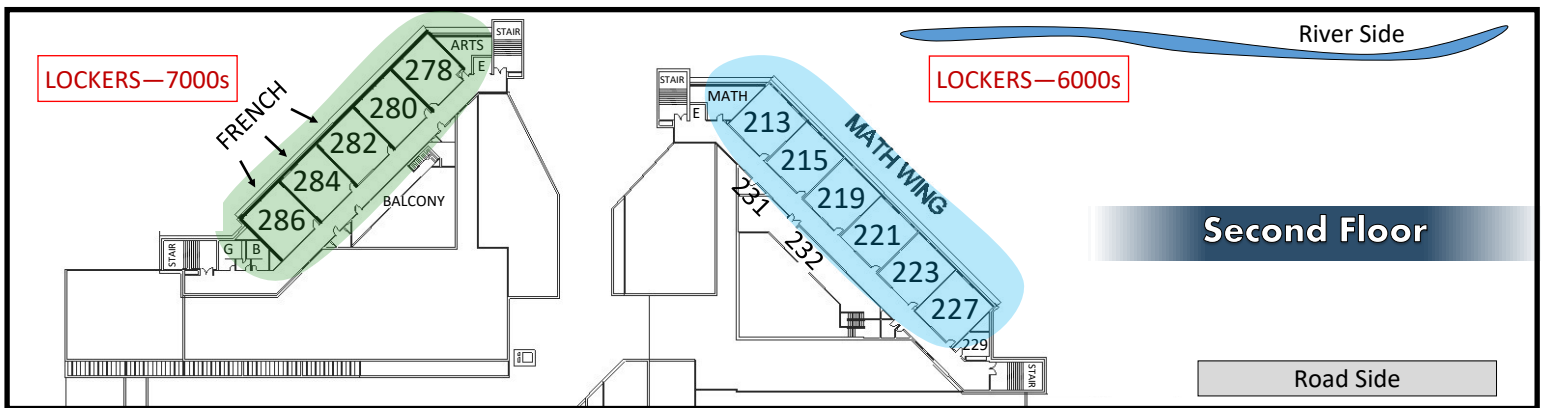 LOCKERS—7000s
FRENCH
STAIR
ARTS
E
278
280
282
284
286
BALCONY
G
B
STAIR
STAIR
MATH
E
213
215
219
221
223
227
229
231
232
MATH WING
STAIR
LOCKERS—6000s
River Side
Second Floor
Road Side